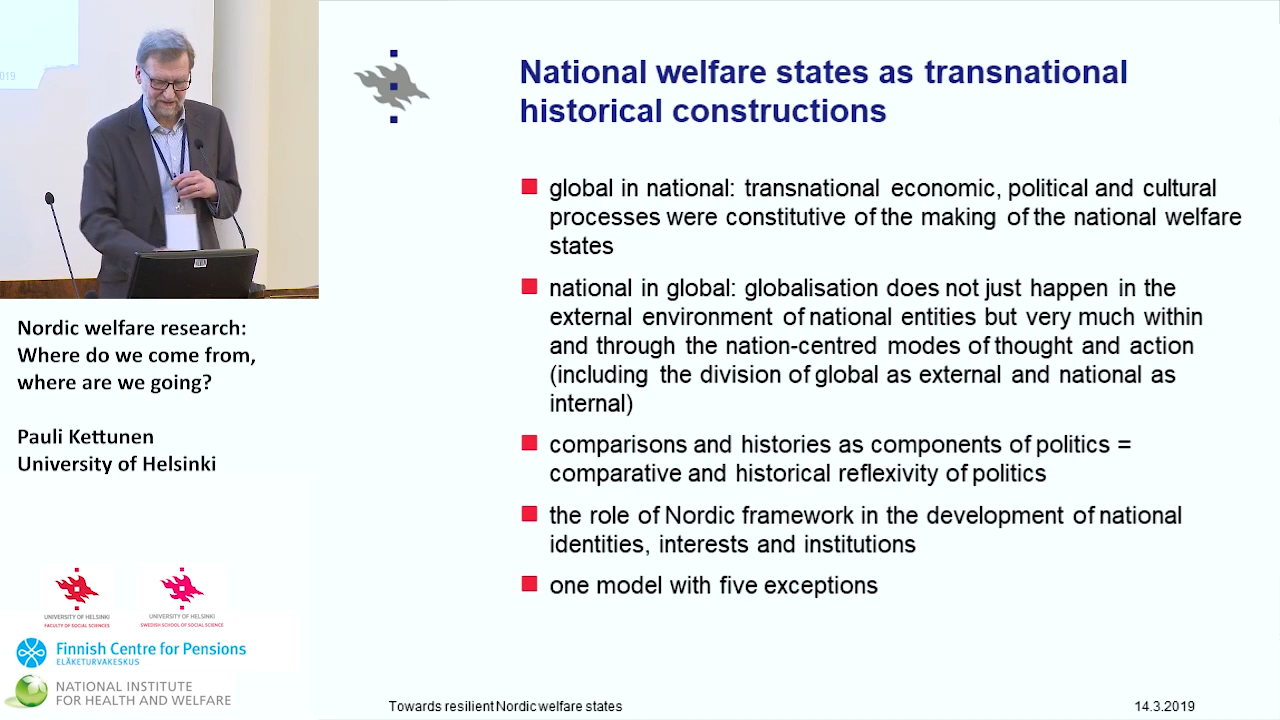 019
National welfare states as transnational
historical constructions
global in national: transnational economic, political and cultural
processes were constitutive of the making of the national welfare
states
national in global: globalisation does not just happen in the
external environment of national entities but very much within
and through the nation-centred modes of thought and action
(including the division of global as external and national as
internal)
comparisons and histories as components of politics =
comparative and historical reflexivity of politics
the role of Nordic framework in the development of national
identities, interests and institutions
one model with five exceptions
Towards resilient Nordic welfare states
14.3.2019
Nordic welfare research:
Where do we come from,
where are we going?
Pauli Kettunen
University of Helsinki
UNIVERSITY OF HELSINKI
FACULTY OF SOCIAL SCIENCES
UNIVERSITY OF HELSINKI
SWEDISH SCHOOL OF SOCIAL SCIENCE
Finnish Centre for Pensions
ELÄKETURVAKESKUS
NATIONAL INSTITUTE
FOR HEALTH AND WELFARE